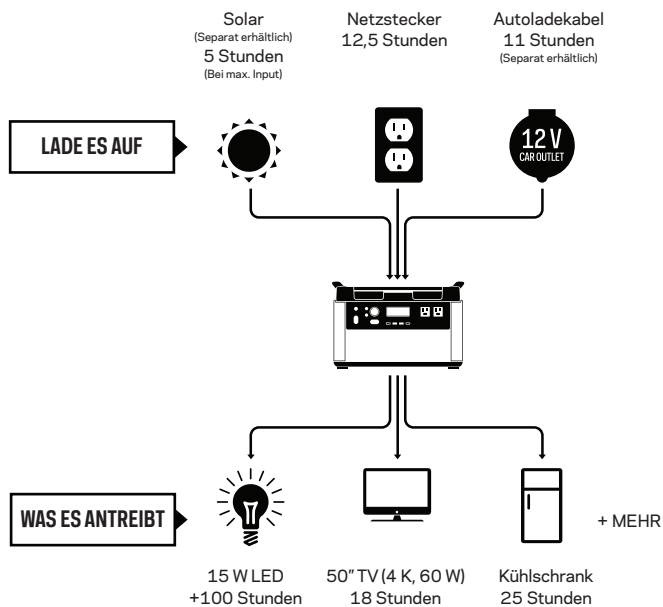 Solar
(Separat erhältlich)
5 Stunden
(Bei max. Input)
Netzstecker
12,5 Stunden
Autoladekabel
11 Stunden
(Separat erhältlich)
LADE ES AUF
12 V
CAR OUTLET
WAS ES ANTREIBT
+ MEHR
15 W LED
+100 Stunden
50” TV (4 K, 60 W)
18 Stunden
Kühlschrank
25 Stunden